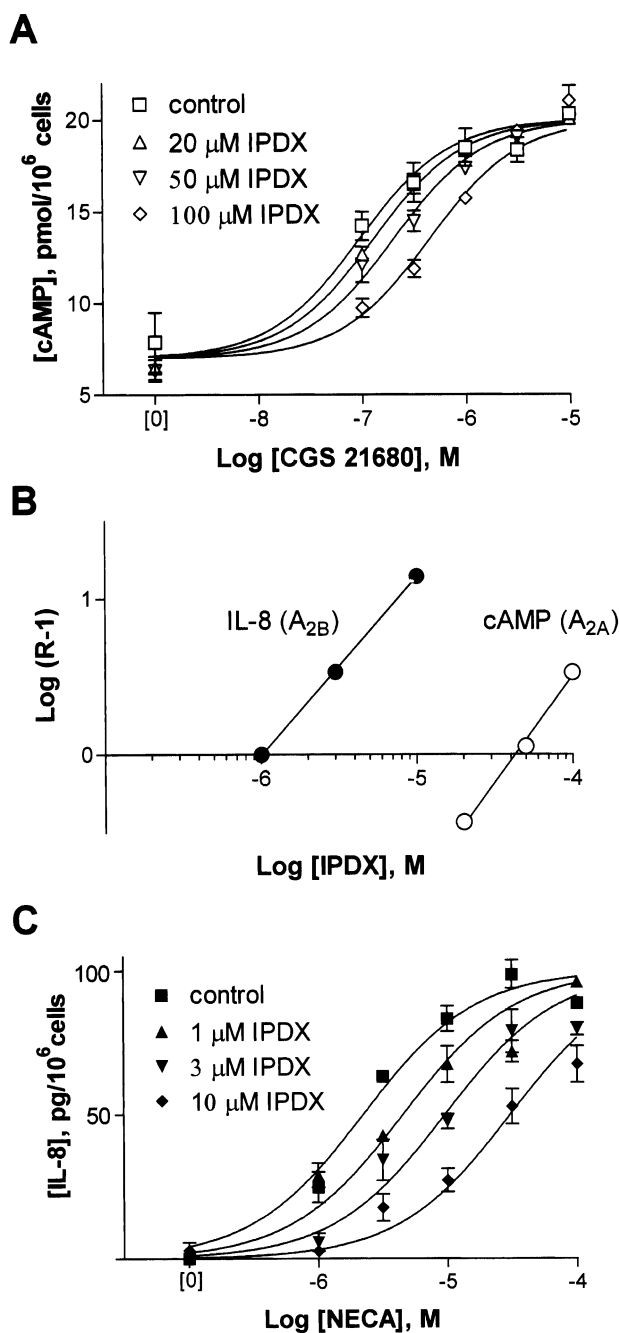 A
control
20 µM IPDX
50 µM IPDX
100 µM IPDX
[cAMP], pmol/10⁶ cells
20
15
10
5
[0] -8 -7 -6 -5
Log [CGS 21680], M
B
IL-8 (A₂B)
cAMP (A₂A)
Log (R-1)
1
0
-6 -5 -4
Log [IPDX], M
C
control
1 µM IPDX
3 µM IPDX
10 µM IPDX
[IL-8], pg/10⁶cells
100
50
[0] -6 -5 -4
Log [NECA], M